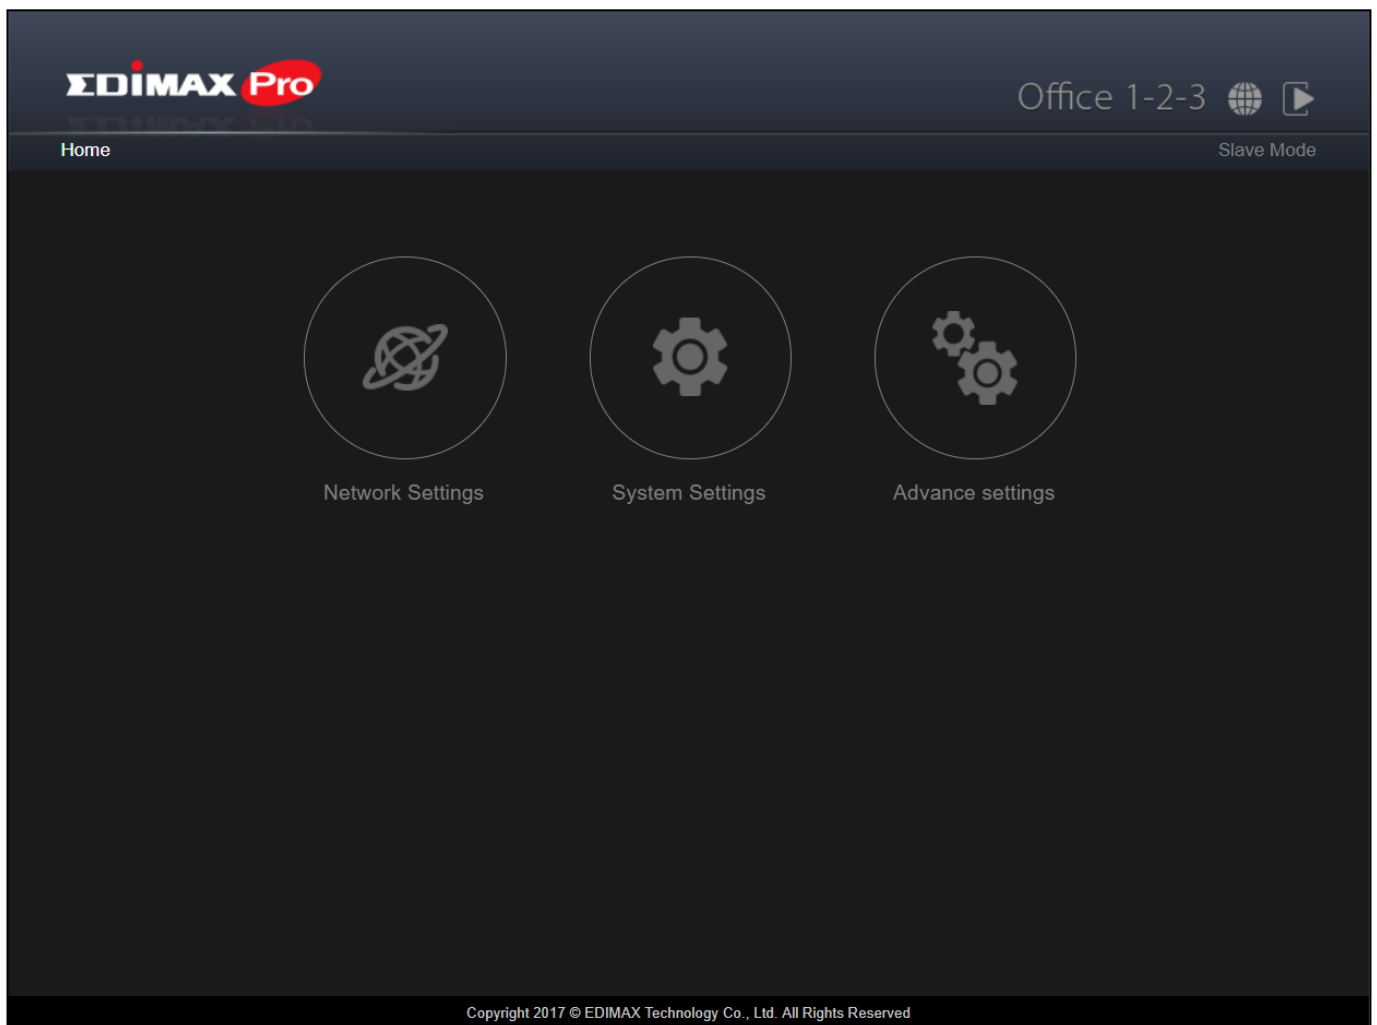 EDiMAX Pro
Office 1-2-3
Home
Slave Mode
Network Settings
System Settings
Advance settings
Copyright 2017 © EDIMAX Technology Co., Ltd. All Rights Reserved